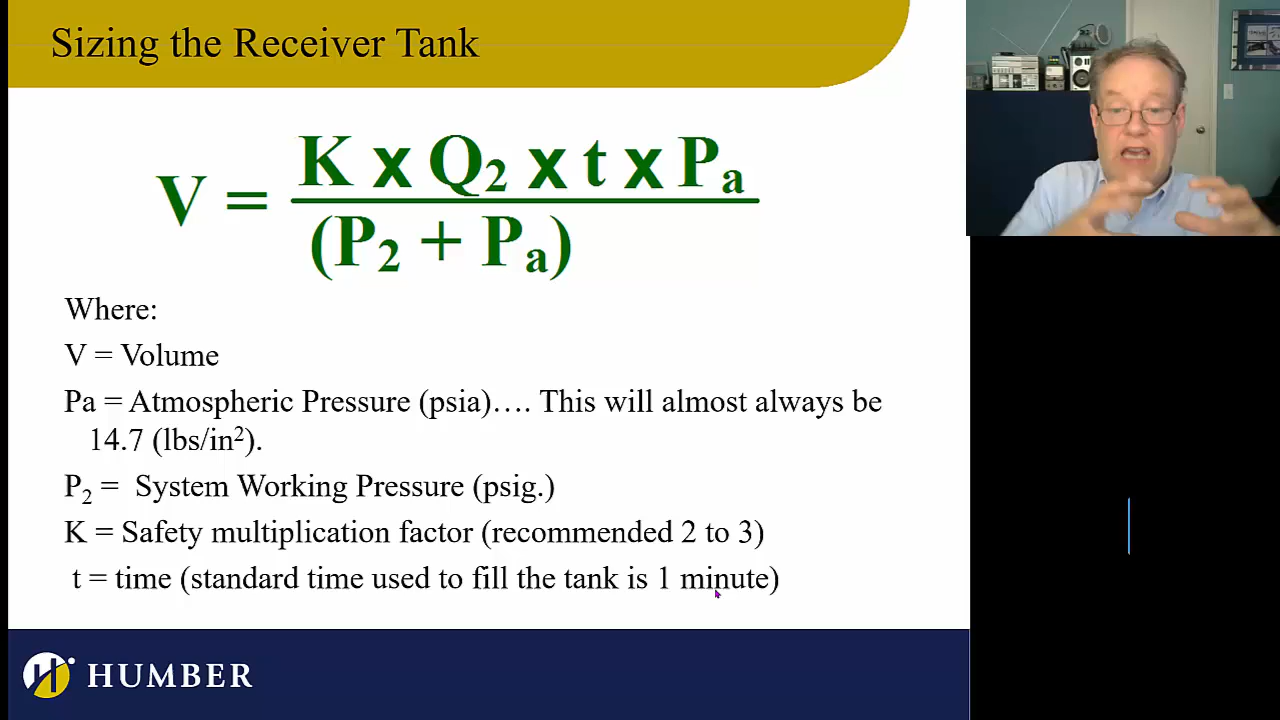 Sizing the Receiver Tank
K x Q₂ x t x Pₐ
V =
(P₂ + Pₐ)
Where:
V = Volume
Pa = Atmospheric Pressure (psia)…. This will almost always be
14.7 (lbs/in²).
P₂ = System Working Pressure (psig.)
K = Safety multiplication factor (recommended 2 to 3)
t = time (standard time used to fill the tank is 1 minute)
HUMBER